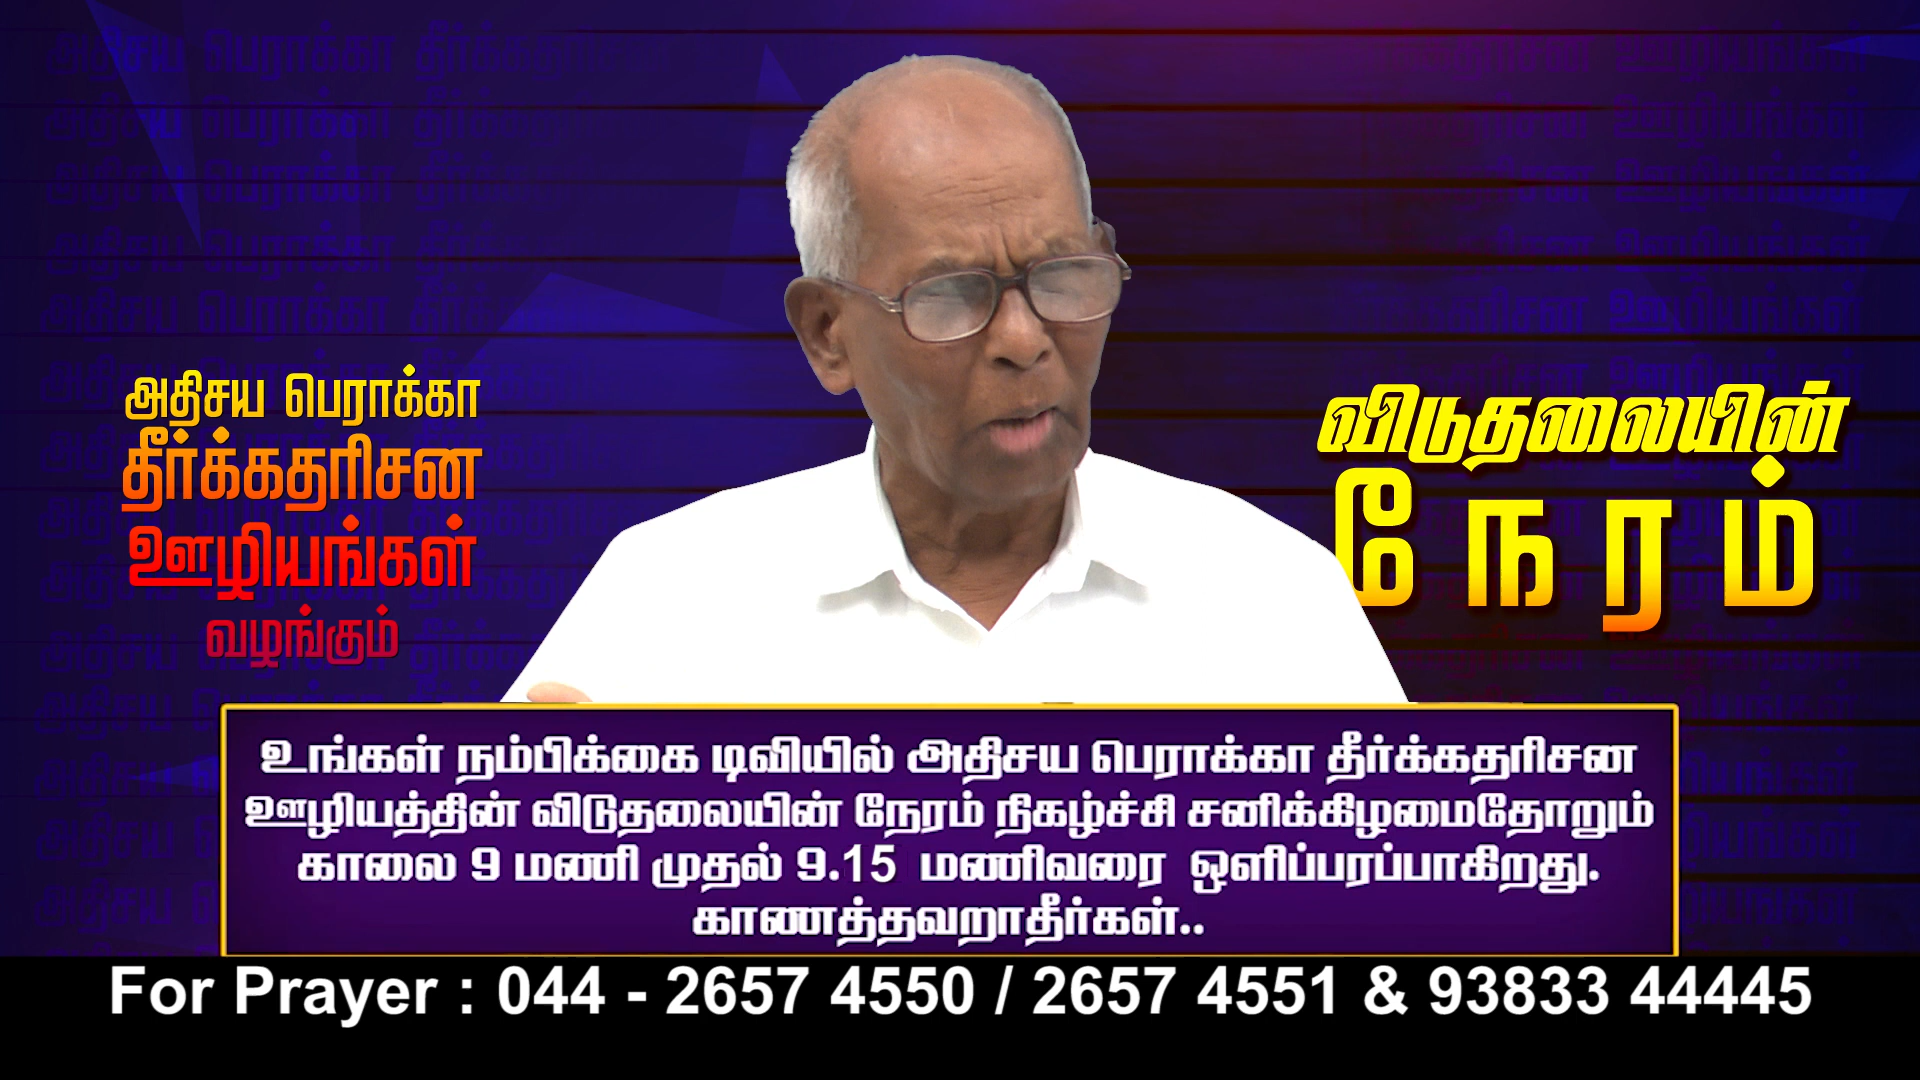 அதிசய பெராக்கா
தீர்க்கதரிசன
ஊழியங்கள்
வழங்கும்
விடுதலையின்
நேரம்
உங்கள் நம்பிக்கை டிவியில் அதிசய பெராக்கா தீர்க்கதரிசன
ஊழியத்தின் விடுதலையின் நேரம் நிகழ்ச்சி சனிக்கிழமைதோறும்
காலை 9 மணி முதல் 9.15 மணிவரை ஒளிப்பரப்பாகிறது.
காணத்தவறாதீர்கள்..
For Prayer : 044 - 2657 4550 / 2657 4551 & 93833 44445